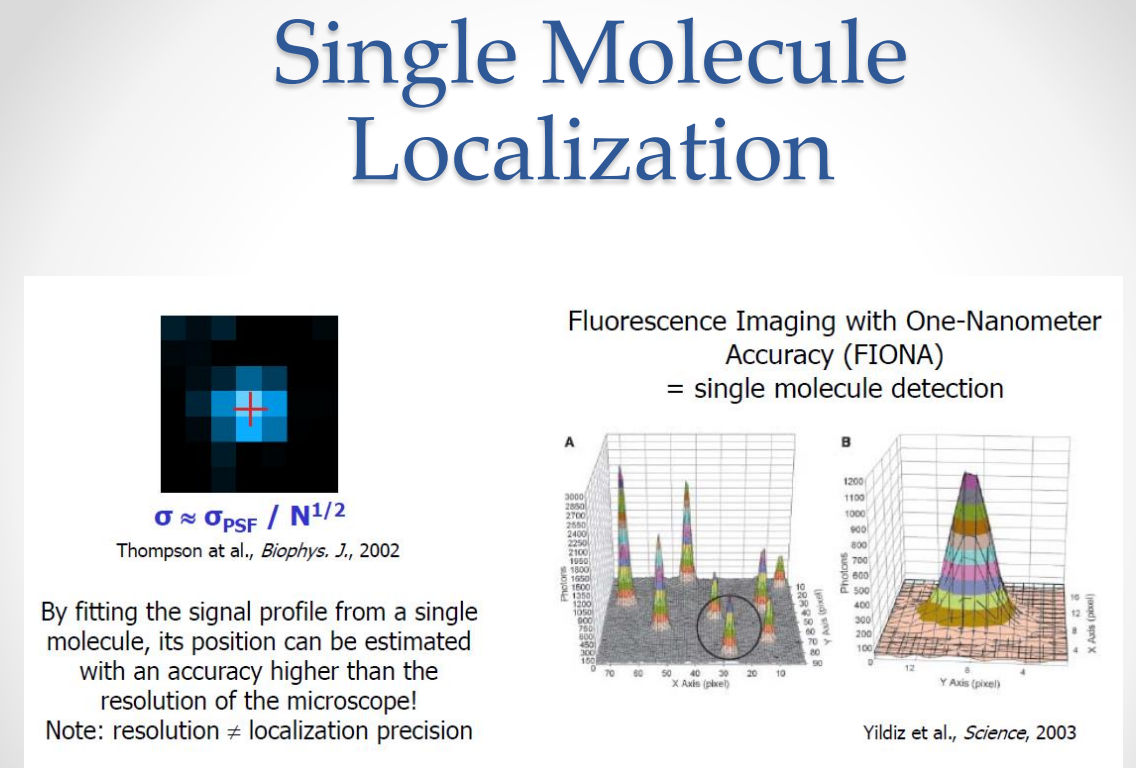 Single Molecule
Localization
σ ≈ σPSF / N1/2
Thompson at al., Biophys. J., 2002
By fitting the signal profile from a single
molecule, its position can be estimated
with an accuracy higher than the
resolution of the microscope!
Note: resolution ≠ localization precision
Fluorescence Imaging with One-Nanometer
Accuracy (FIONA)
= single molecule detection
A
3000
2850
2700
2550
2400
2250
2100
1950
1800
1650
1500
1350
1200
1050
900
750
600
450
300
150
Photons
70 60 50 40 30 20 10
X Axis (pixel)
10
20
30
40
50
60
70
80
90
Y Axis (pixel)
B
1200
1100
1000
900
800
700
600
500
400
300
200
100
0
Photons
12 8 4
Y Axis (pixel)
16
12
8
4
X Axis (pixel)
Yildiz et al., Science, 2003